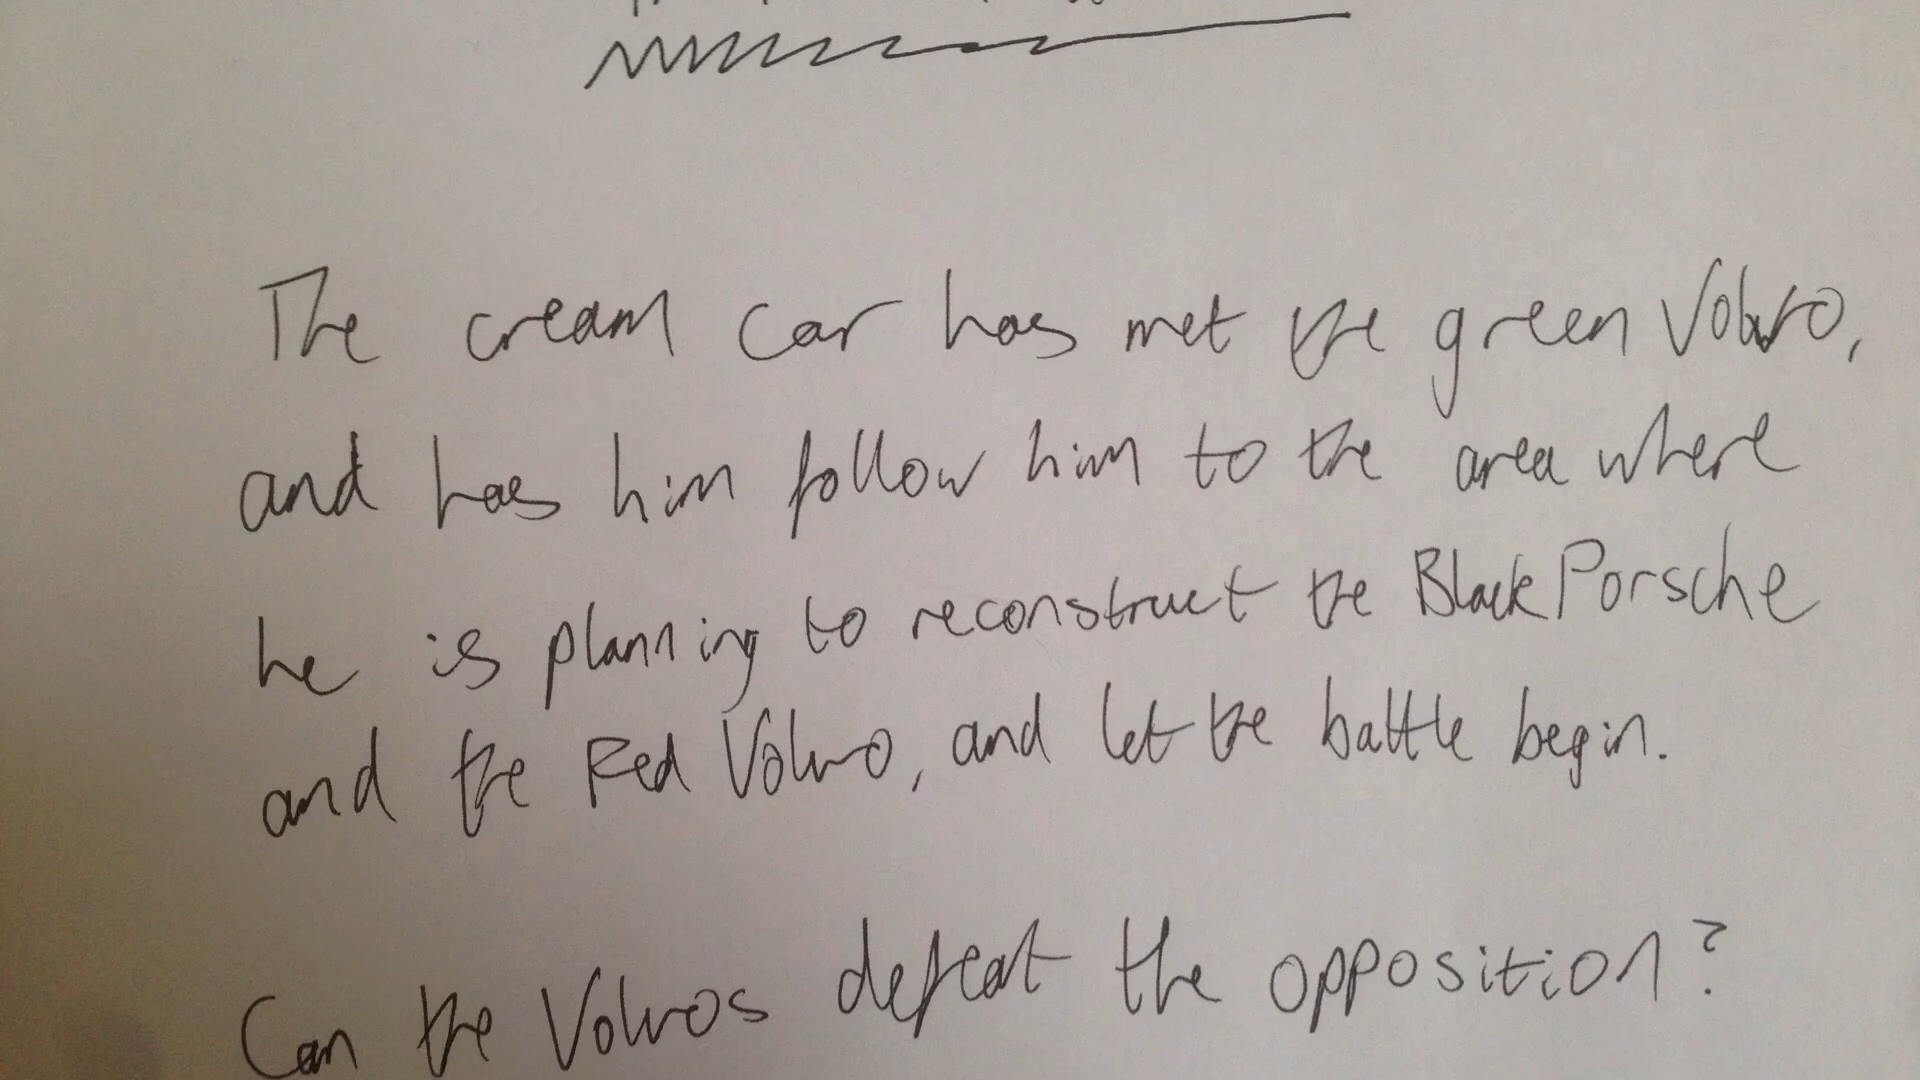 The cream car has met the green Volvo,
and has him follow him to the area where
he is planning to reconstruct the Black Porsche
and the Red Volvo, and let the battle begin.
Can the Volvos defeat the opposition?